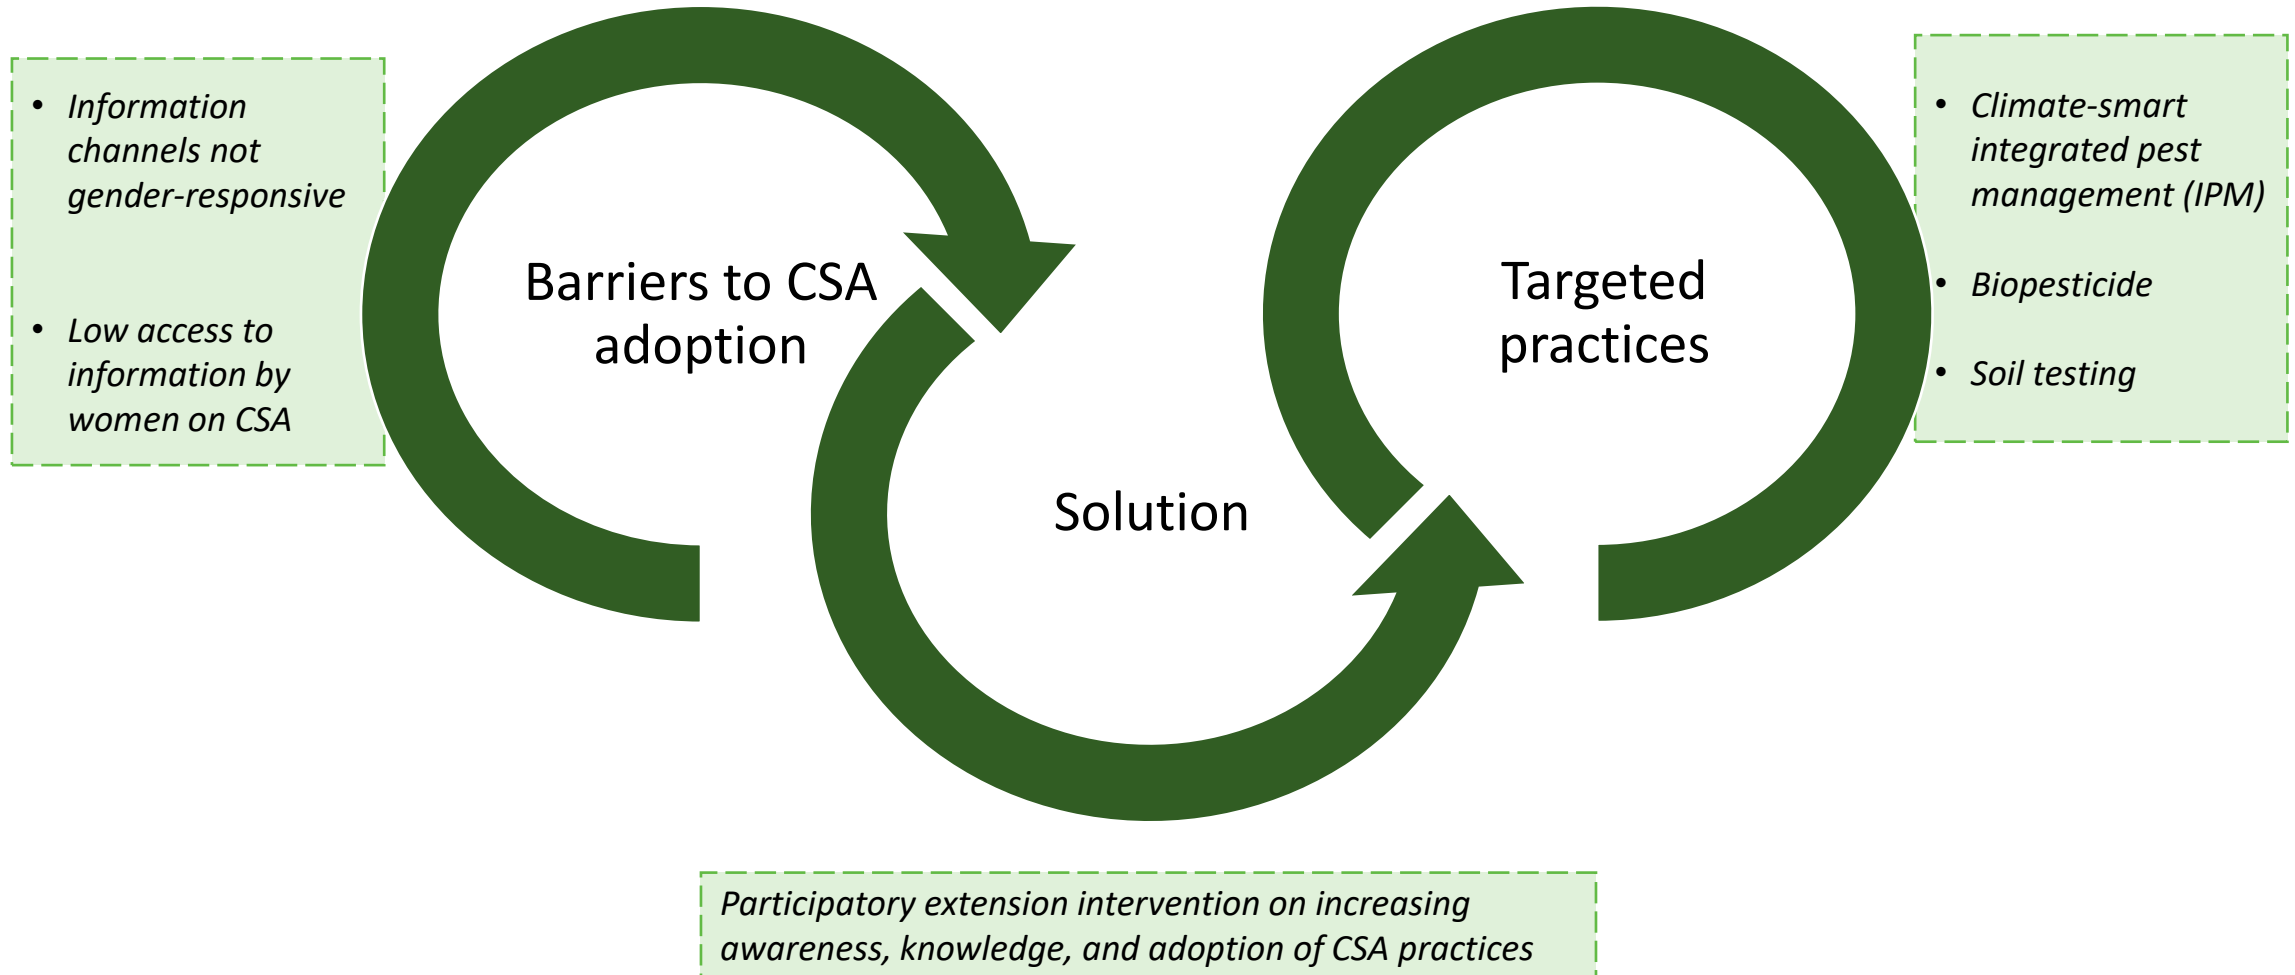 • Information
channels not
gender-responsive
• Low access to
information by
women on CSA
Barriers to CSA
adoption
Solution
Participatory extension intervention on increasing
awareness, knowledge, and adoption of CSA practices
Targeted
practices
• Climate-smart
integrated pest
management (IPM)
• Biopesticide
• Soil testing